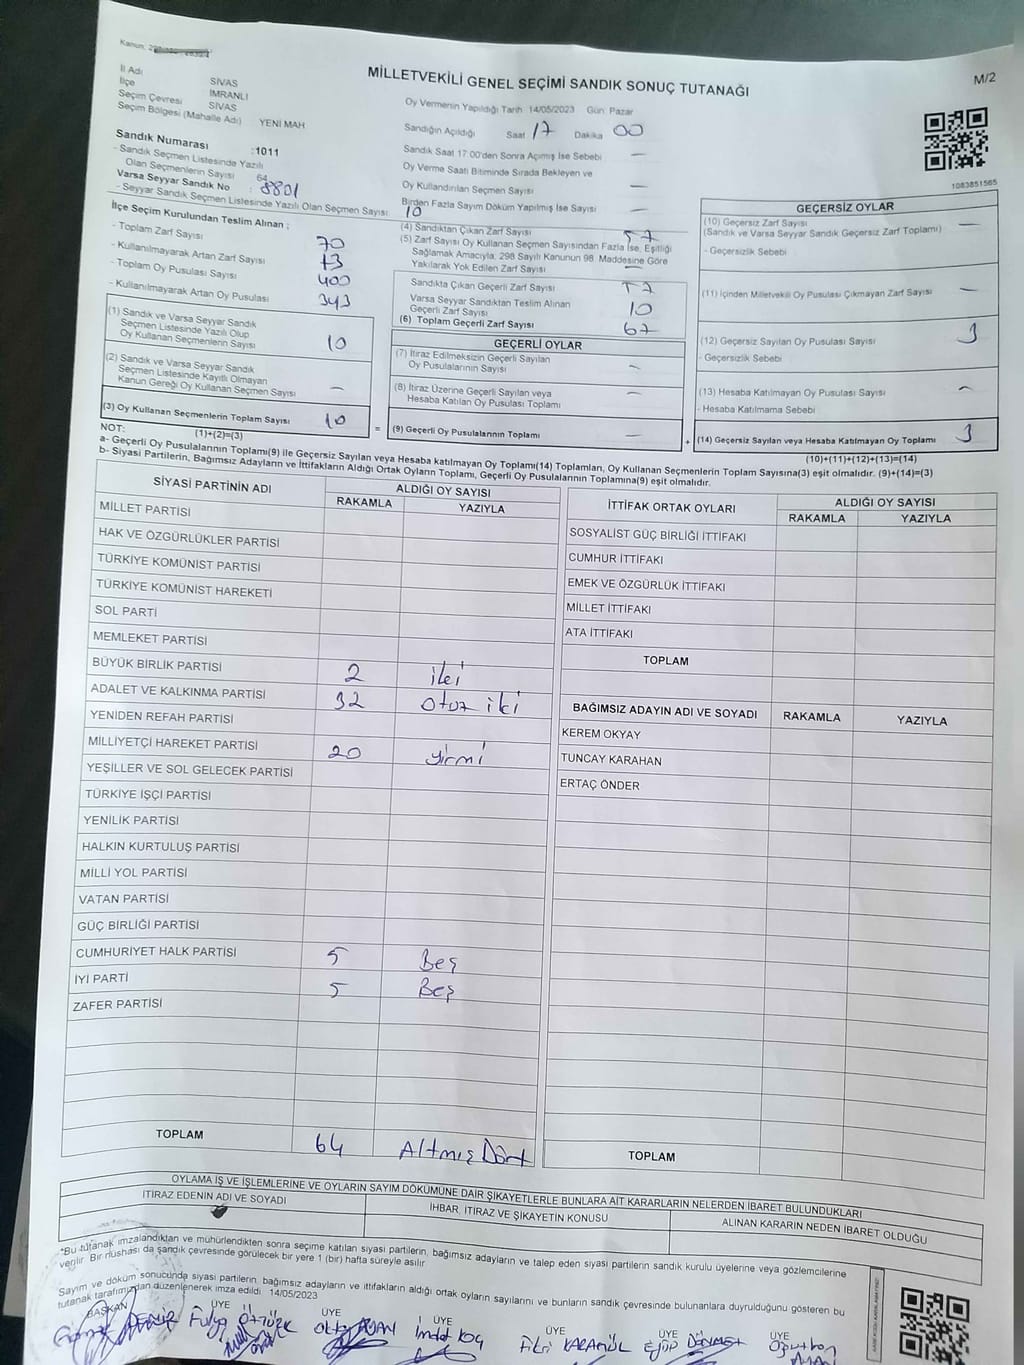 MİLLETVEKİLİ GENEL SEÇİMİ SANDIK SONUÇ TUTANAĞI
M/2
Kanun:
İl Adı SİVAS
İlçe İMRANLI
Seçim Çevresi SİVAS
Seçim Bölgesi (Mahalle Adı) YENİ MAH
Sandık Numarası : 1011
- Sandık Seçmen Listesinde Yazılı
Olan Seçmenlerin Sayısı 64
Varsa Seyyar Sandık No : 8801
- Seyyar Sandık Seçmen Listesinde Yazılı Olan Seçmen Sayısı 10
Oy Vermenin Yapıldığı Tarih 14/05/2023 Gün: Pazar
Sandığın Açıldığı Saat 17 Dakika 00
Sandık Saat 17:00'den Sonra Açımış İse Sebebi —
Oy Verme Saati Bitiminde Sırada Bekleyen ve
Oy Kullandırılan Seçmen Sayısı —
Birden Fazla Sayım Döküm Yapılmış İse Sayısı —
1083851565
İlçe Seçim Kurulundan Teslim Alınan ;
- Toplam Zarf Sayısı 70
- Kullanılmayarak Artan Zarf Sayısı 13
- Toplam Oy Pusulası Sayısı 400
- Kullanılmayarak Artan Oy Pusulası 343
(1) Sandık ve Varsa Seyyar Sandık
Seçmen Listesinde Yazılı Olup
Oy Kullanan Seçmenlerin Sayısı 10
(2) Sandık ve Varsa Seyyar Sandık
Seçmen Listesinde Kayıtlı Olmayan
Kanun Gereği Oy Kullanan Seçmen Sayısı —
(3) Oy Kullanan Seçmenlerin Toplam Sayısı 10
(1)+(2)=(3)
(4) Sandıktan Çıkan Zarf Sayısı 57
(5) Zarf Sayısı Oy Kullanan Seçmen Sayısından Fazla İse, Eşitliği
Sağlamak Amacıyla; 298 Sayılı Kanunun 98. Maddesine Göre
Yakılarak Yok Edilen Zarf Sayısı —
Sandıkta Çıkan Geçerli Zarf Sayısı 57
Varsa Seyyar Sandıktan Teslim Alınan
Geçerli Zarf Sayısı 10
(6) Toplam Geçerli Zarf Sayısı 67
GEÇERLİ OYLAR
(7) İtiraz Edilmeksizin Geçerli Sayılan
Oy Pusulalarının Sayısı —
(8) İtiraz Üzerine Geçerli Sayılan veya
Hesaba Katılan Oy Pusulası Toplamı —
= (9) Geçerli Oy Pusulalarının Toplamı —
GEÇERSİZ OYLAR
(10) Geçersiz Zarf Sayısı
(Sandık ve Varsa Seyyar Sandık Geçersiz Zarf Toplamı) —
- Geçersizlik Sebebi
(11) İçinden Milletvekili Oy Pusulası Çıkmayan Zarf Sayısı —
(12) Geçersiz Sayılan Oy Pusulası Sayısı 3
- Geçersizlik Sebebi
(13) Hesaba Katılmayan Oy Pusulası Sayısı —
- Hesaba Katılmama Sebebi
+ (14) Geçersiz Sayılan veya Hesaba Katılmayan Oy Toplamı 3
(10)+(11)+(12)+(13)=(14)
NOT:
a- Geçerli Oy Pusulalarının Toplamı(9) ile Geçersiz Sayılan veya Hesaba katılmayan Oy Toplamı(14) Toplamları, Oy Kullanan Seçmenlerin Toplam Sayısına(3) eşit olmalıdır. (9)+(14)=(3)
b- Siyasi Partilerin, Bağımsız Adayların ve İttifakların Aldığı Ortak Oyların Toplamı, Geçerli Oy Pusulalarının Toplamına(9) eşit olmalıdır.
SİYASİ PARTİNİN ADI ALDIĞI OY SAYISI
RAKAMLA YAZIYLA
MİLLET PARTİSİ
HAK VE ÖZGÜRLÜKLER PARTİSİ
TÜRKİYE KOMÜNİST PARTİSİ
TÜRKİYE KOMÜNİST HAREKETİ
SOL PARTİ
MEMLEKET PARTİSİ
BÜYÜK BİRLİK PARTİSİ 2 iki
ADALET VE KALKINMA PARTİSİ 32 otuz iki
YENİDEN REFAH PARTİSİ
MİLLİYETÇİ HAREKET PARTİSİ 20 yirmi
YEŞİLLER VE SOL GELECEK PARTİSİ
TÜRKİYE İŞÇİ PARTİSİ
YENİLİK PARTİSİ
HALKIN KURTULUŞ PARTİSİ
MİLLİ YOL PARTİSİ
VATAN PARTİSİ
GÜÇ BİRLİĞİ PARTİSİ
CUMHURİYET HALK PARTİSİ 5 Beş
İYİ PARTİ 5 Beş
ZAFER PARTİSİ
TOPLAM 64 Altmış Dört
İTTİFAK ORTAK OYLARI ALDIĞI OY SAYISI
RAKAMLA YAZIYLA
SOSYALİST GÜÇ BİRLİĞİ İTTİFAKI
CUMHUR İTTİFAKI
EMEK VE ÖZGÜRLÜK İTTİFAKI
MİLLET İTTİFAKI
ATA İTTİFAKI
TOPLAM
BAĞIMSIZ ADAYIN ADI VE SOYADI RAKAMLA YAZIYLA
KEREM OKYAY
TUNCAY KARAHAN
ERTAÇ ÖNDER
TOPLAM
OYLAMA İŞ VE İŞLEMLERİNE VE OYLARIN SAYIM DÖKÜMÜNE DAİR ŞİKAYETLERLE BUNLARA AİT KARARLARIN NELERDEN İBARET BULUNDUKLARI
İTİRAZ EDENİN ADI VE SOYADI İHBAR, İTİRAZ VE ŞİKAYETİN KONUSU ALINAN KARARIN NEDEN İBARET OLDUĞU
*Bu tutanak imzalandıktan ve mühürlendikten sonra seçime katılan siyasi partilerin, bağımsız adayların ve talep eden siyasi partilerin sandık kurulu üyelerine veya gözlemcilerine
verilir. Bir nüshası da sandık çevresinde görülecek bir yere 1 (bir) hafta süreyle asılır
Sayım ve döküm sonucunda siyasi partilerin, bağımsız adayların ve ittifakların aldığı ortak oyların sayılarını ve bunların sandık çevresinde bulunanlara duyrulduğunu gösteren bu
tutanak tarafımızdan düzenlenerek imza edildi. 14/05/2023
BAŞKAN ÜYE ÜYE ÜYE ÜYE ÜYE ÜYE
DEMİR Fulya ÖZTÜRK İmdat Koç Fikri KARAGÜL Eyüp DÖNMEZ Oğuzhan